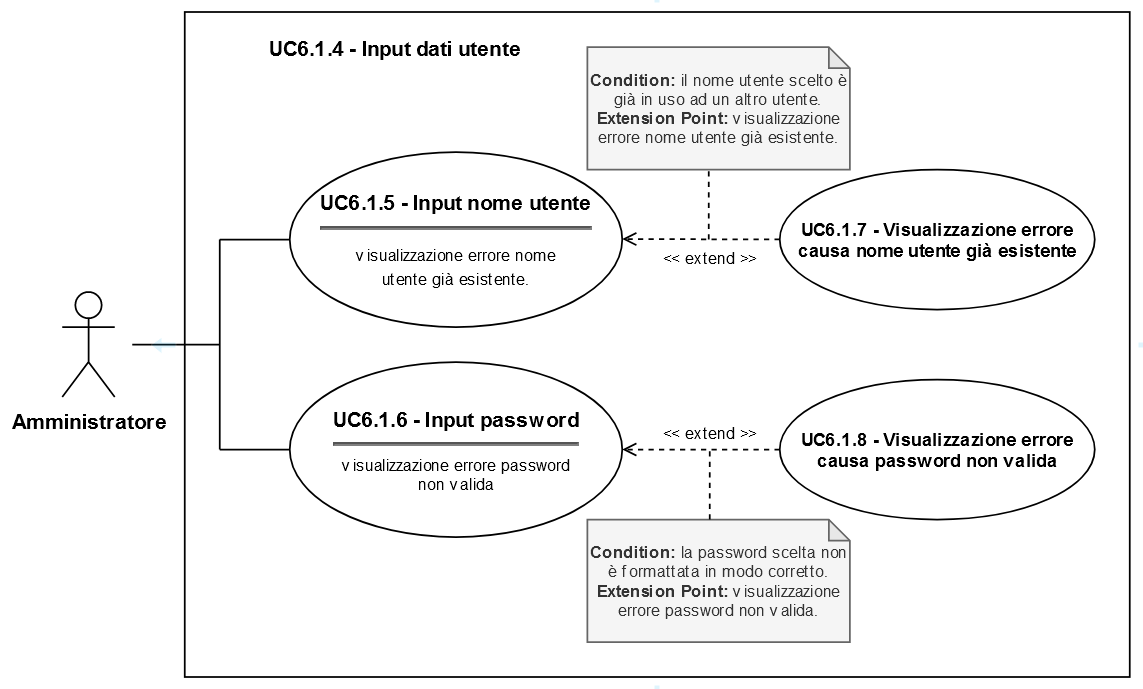 UC6.1.4 - Input dati utente
Condition: il nome utente scelto è
già in uso ad un altro utente.
Extension Point: visualizzazione
errore nome utente già esistente.
UC6.1.5 - Input nome utente
visualizzazione errore nome
utente già esistente.
<< extend >>
UC6.1.7 - Visualizzazione errore
causa nome utente già esistente
Amministratore
UC6.1.6 - Input password
visualizzazione errore password
non valida
<< extend >>
UC6.1.8 - Visualizzazione errore
causa password non valida
Condition: la password scelta non
è formattata in modo corretto.
Extension Point: visualizzazione
errore password non valida.